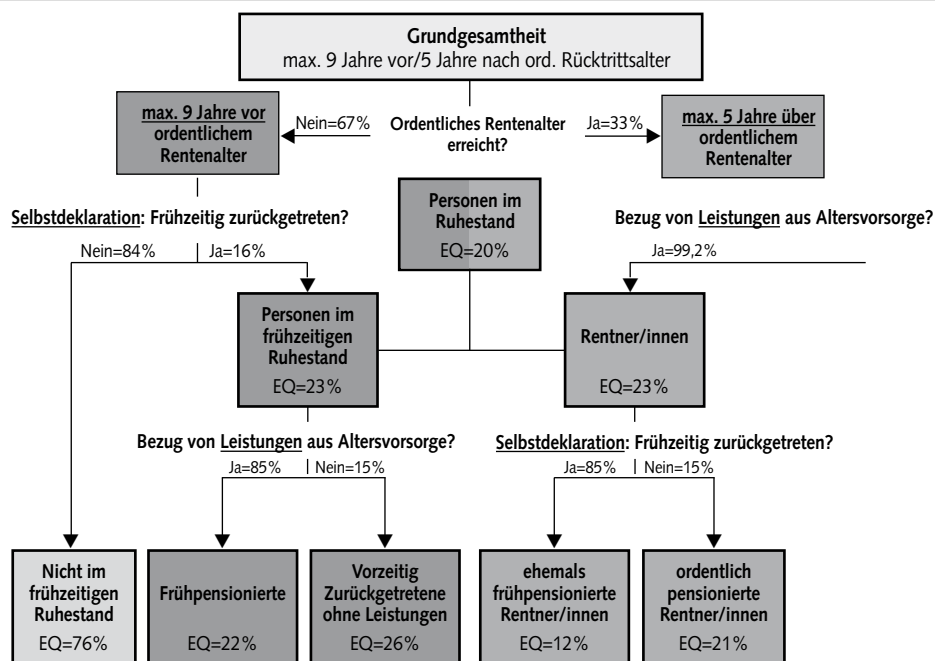 Grundgesamtheit
max. 9 Jahre vor/5 Jahre nach ord. Rücktrittsalter
max. 9 Jahre vor
ordentlichem
Rentenalter
Nein=67%
Ordentliches Rentenalter
erreicht?
Ja=33%
max. 5 Jahre über
ordentlichem
Rentenalter
Selbstdeklaration: Frühzeitig zurückgetreten?
Nein=84%
Ja=16%
Personen im
Ruhestand
EQ=20%
Bezug von Leistungen aus Altersvorsorge?
Ja=99,2%
Personen im
frühzeitigen
Ruhestand
EQ=23%
Rentner/innen
EQ=23%
Bezug von Leistungen aus Altersvorsorge?
Ja=85%
Nein=15%
Selbstdeklaration: Frühzeitig zurückgetreten?
Ja=85%
Nein=15%
Nicht im
frühzeitigen
Ruhestand
EQ=76%
Frühpensionierte
EQ=22%
Vorzeitig
Zurückgetretene
ohne Leistungen
EQ=26%
ehemals
frühpensionierte
Rentner/innen
EQ=12%
ordentlich
pensionierte
Rentner/innen
EQ=21%